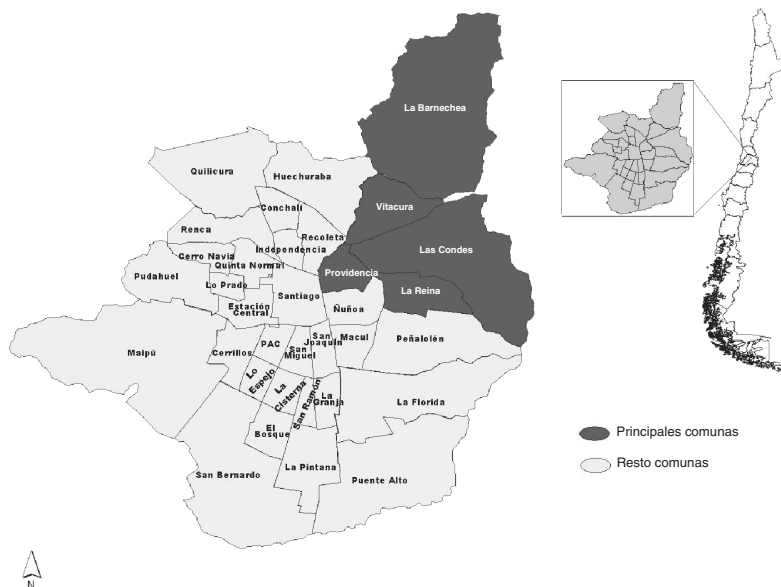 La Barnechea
Quilicura
Huechuraba
Conchalí
Vitacura
Renca
Recoleta
Las Condes
Independencia
Cerro Navia
Quinta Normal
Pudahuel
Providencia
Lo Prado
La Reina
Santiago
Estación
Central
Ñuñoa
Maipú
Cerrillos
PAC
San
Miguel
San
Joaquín
Macul
Peñalolén
Lo
Espejo
La
Cisterna
San Ramón
La
Granja
La Florida
El
Bosque
San Bernardo
La Pintana
Puente Alto
Principales comunas
Resto comunas
N